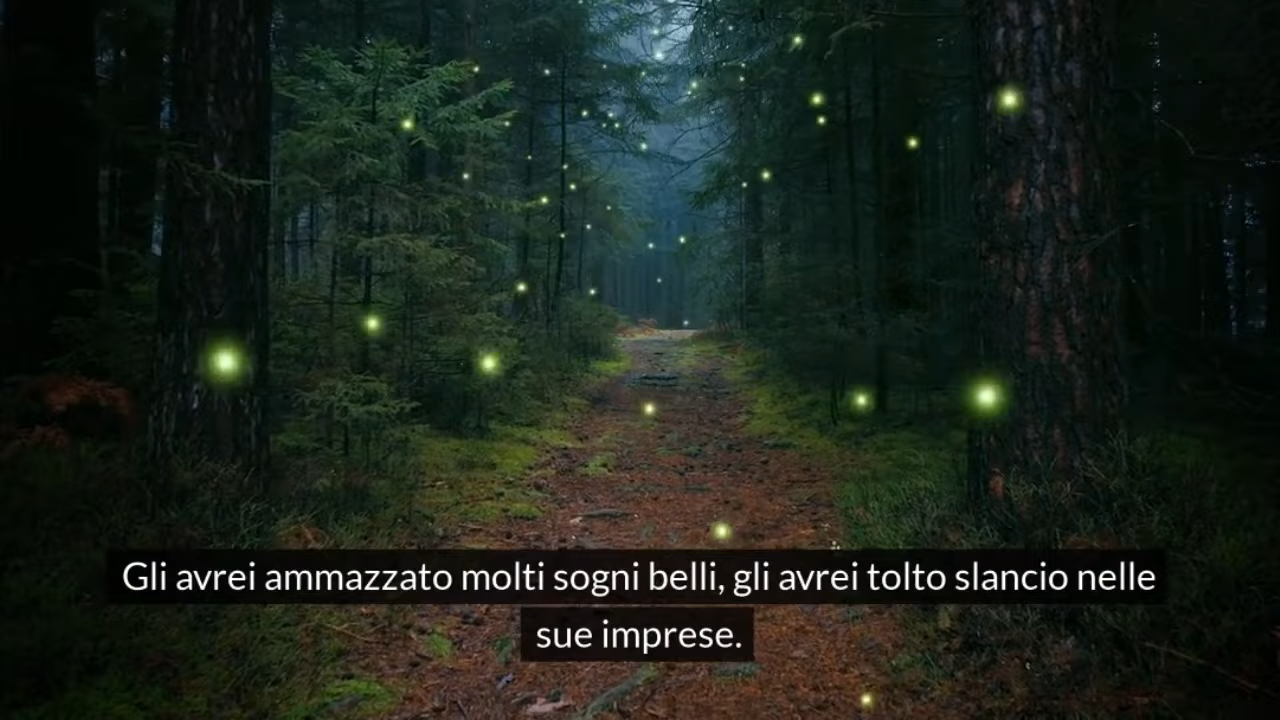 Gli avrei ammazzato molti sogni belli, gli avrei tolto slancio nelle
sue imprese.